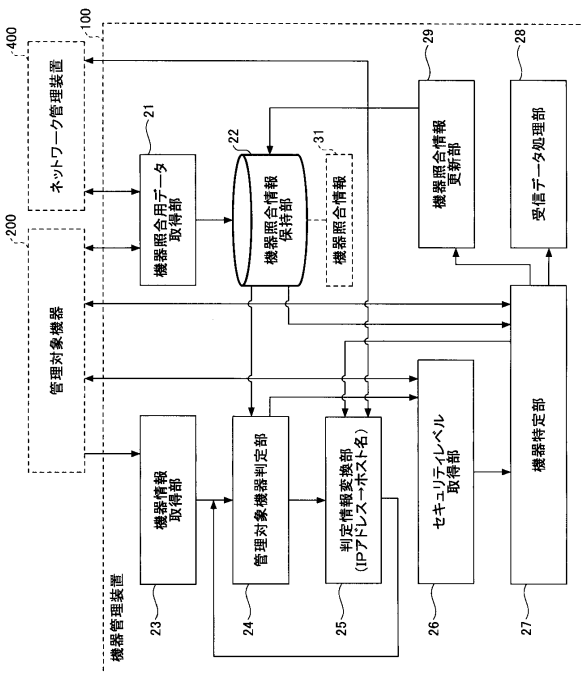 機器管理装置
100
200
管理対象機器
400
ネットワーク管理装置
23
機器情報
取得部
21
機器照合用データ
取得部
24
管理対象機器判定部
22
機器照合情報
保持部
31
機器照合情報
25
判定情報変換部
(IPアドレス→ホスト名)
26
セキュリティレベル
取得部
29
機器照合情報
更新部
27
機器特定部
28
受信データ処理部